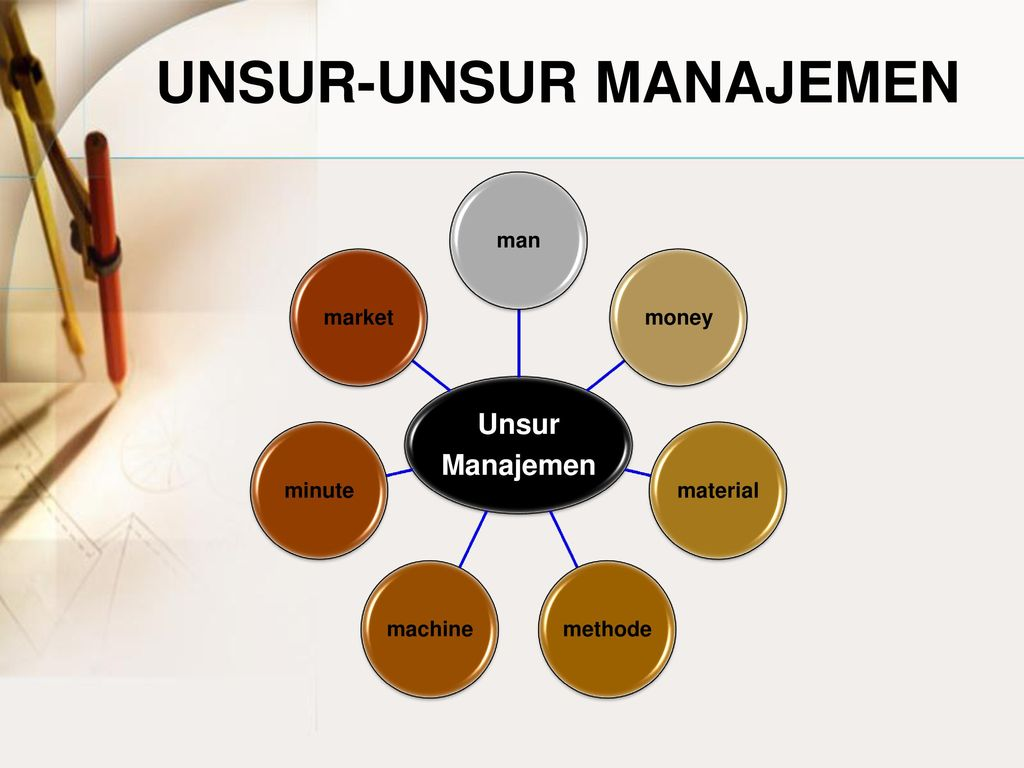 UNSUR-UNSUR MANAJEMEN
man
money
material
methode
machine
minute
market
Unsur
Manajemen